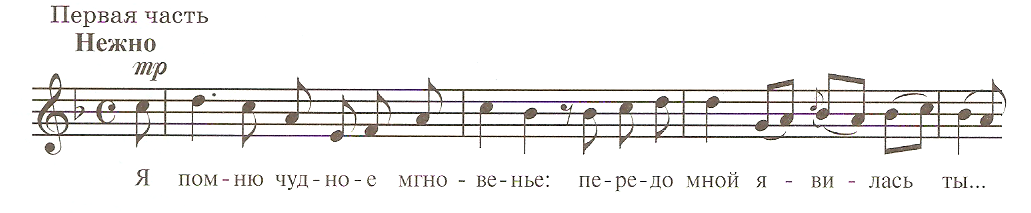 Первая часть
Нежно
mp
Я пом-ню чуд-но-е мгно-ве-нье: пе-ре-до мной я-ви-лась ты...